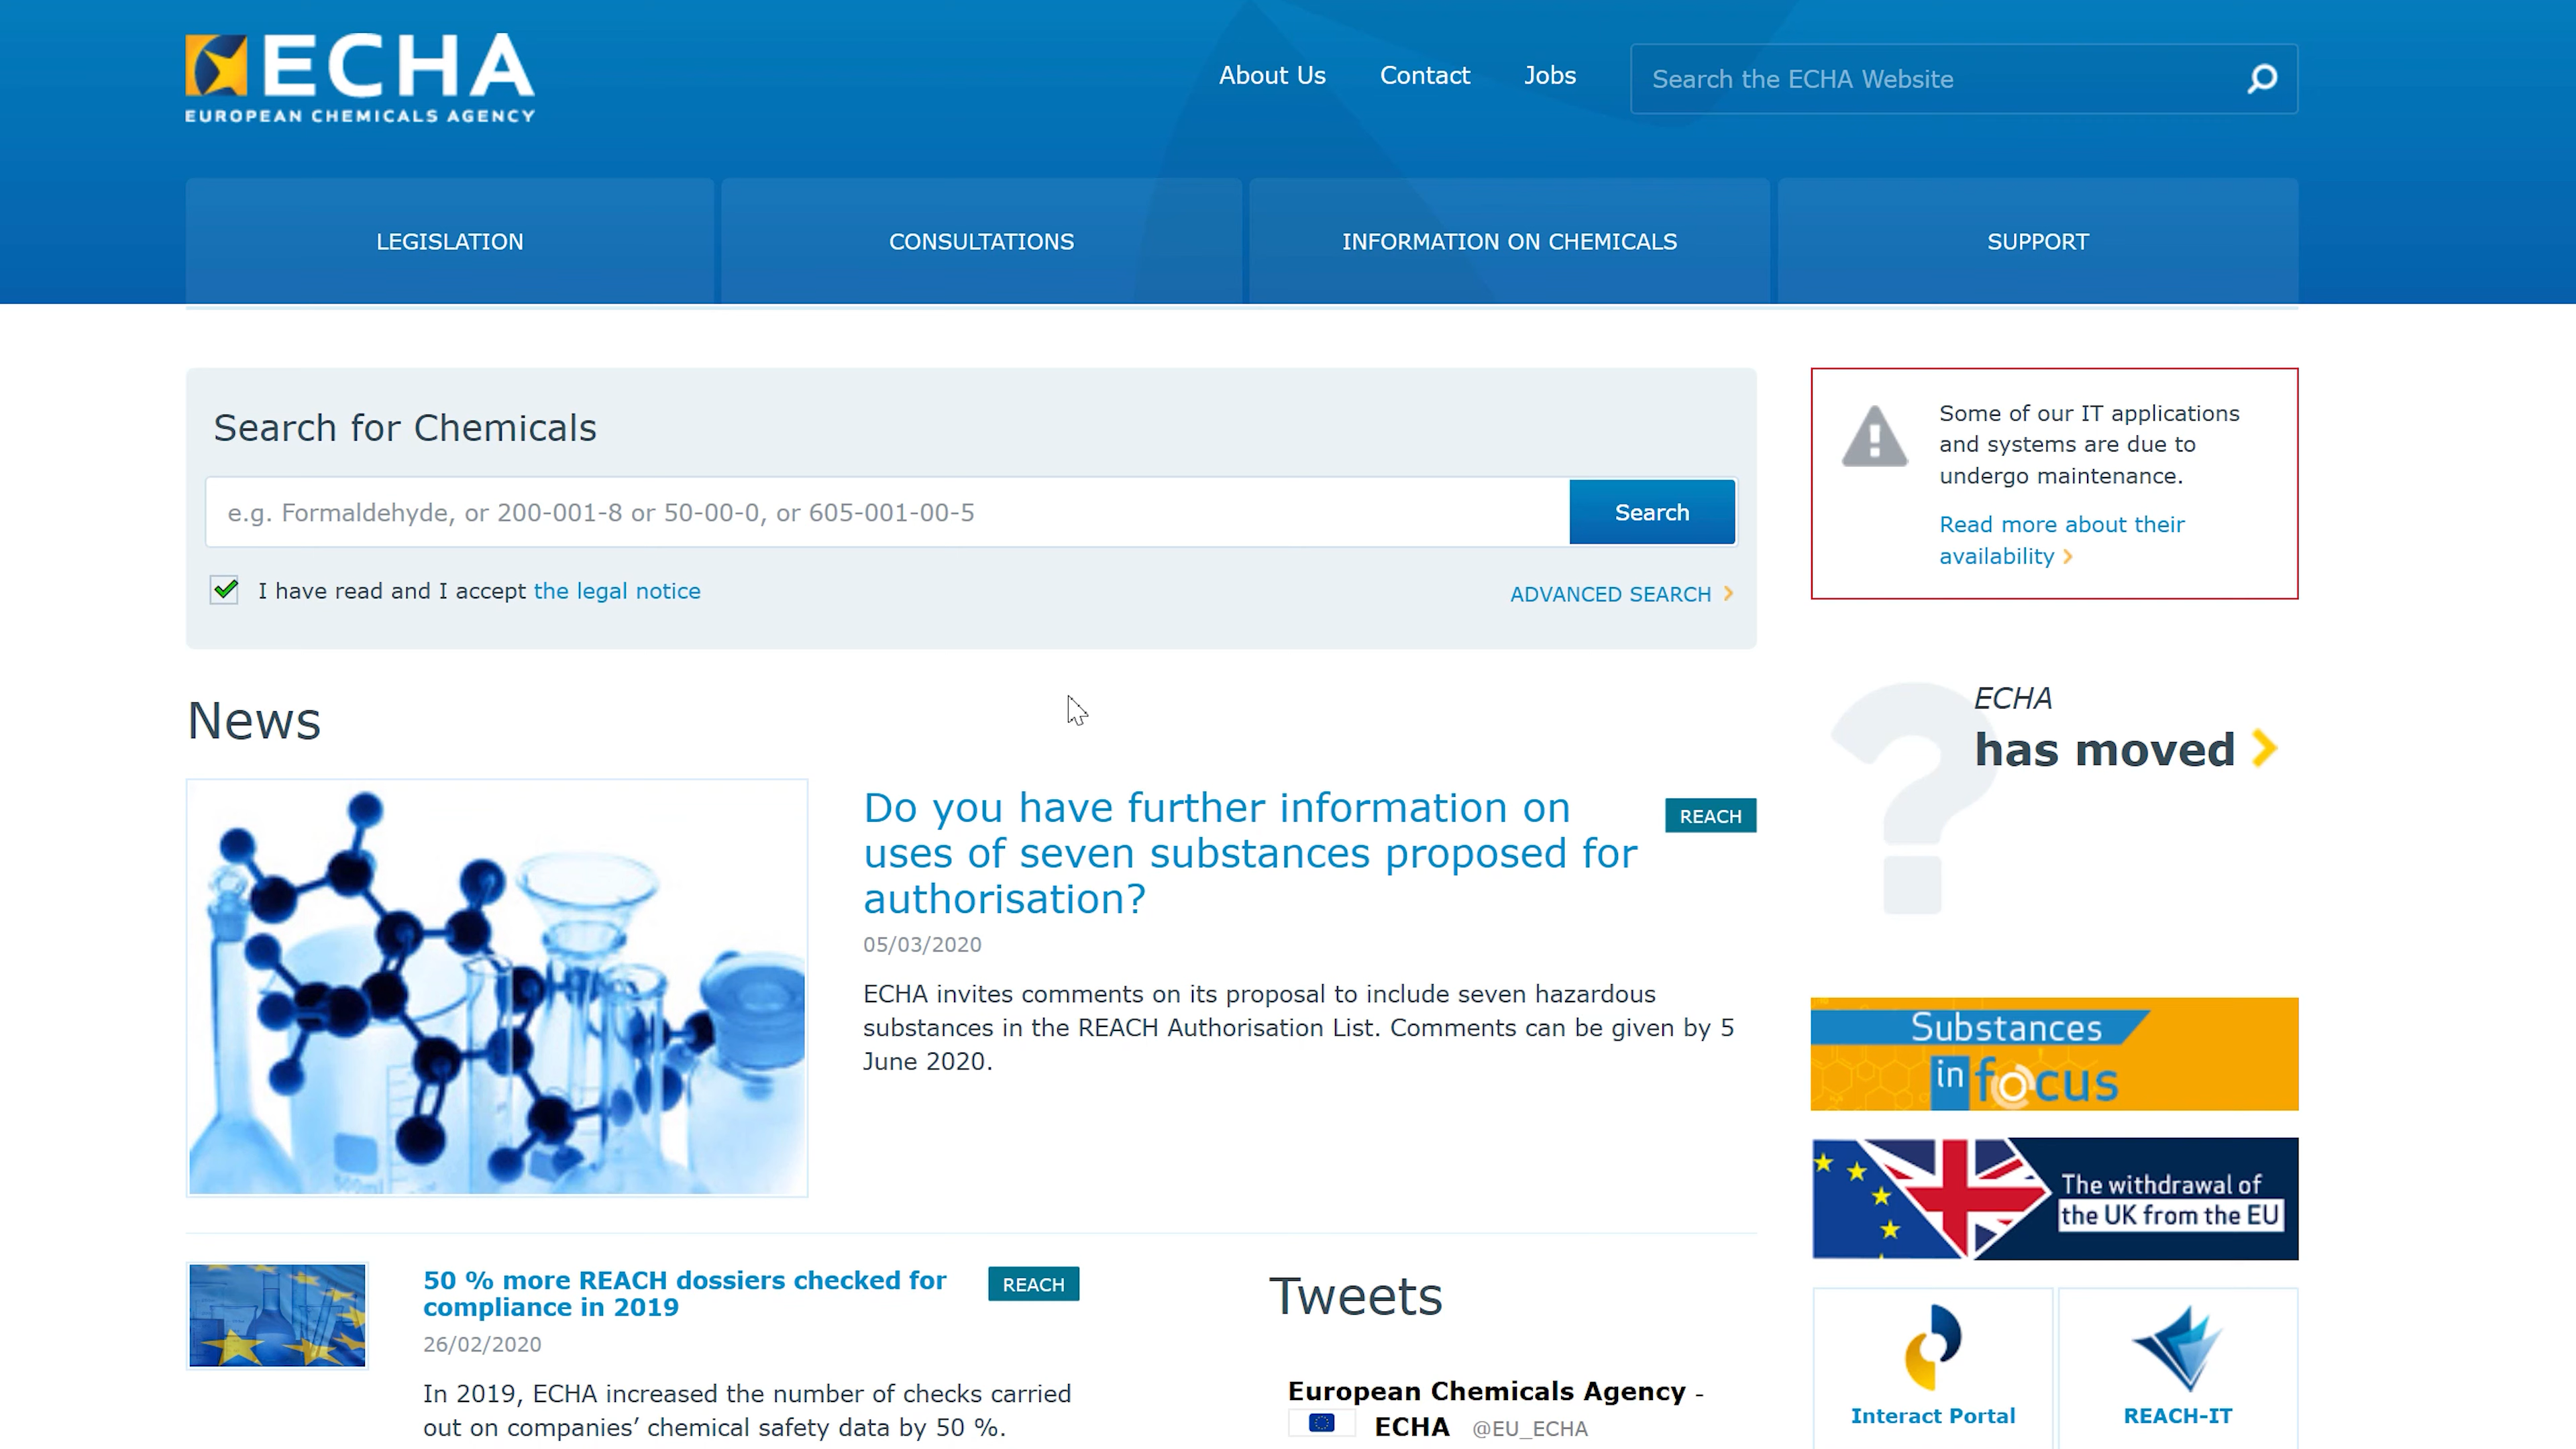 ECHA
EUROPEAN CHEMICALS AGENCY
About Us
Contact
Jobs
Search the ECHA Website
LEGISLATION
CONSULTATIONS
INFORMATION ON CHEMICALS
SUPPORT
Search for Chemicals
e.g. Formaldehyde, or 200-001-8 or 50-00-0, or 605-001-00-5
Search
I have read and I accept the legal notice
ADVANCED SEARCH
Some of our IT applications
and systems are due to
undergo maintenance.
Read more about their
availability
ECHA
has moved
News
Do you have further information on
uses of seven substances proposed for
authorisation?
REACH
05/03/2020
ECHA invites comments on its proposal to include seven hazardous
substances in the REACH Authorisation List. Comments can be given by 5
June 2020.
Substances
in focus
The withdrawal of
the UK from the EU
50 % more REACH dossiers checked for
compliance in 2019
REACH
26/02/2020
In 2019, ECHA increased the number of checks carried
out on companies’ chemical safety data by 50 %.
Tweets
European Chemicals Agency -
ECHA @EU_ECHA
Interact Portal
REACH-IT